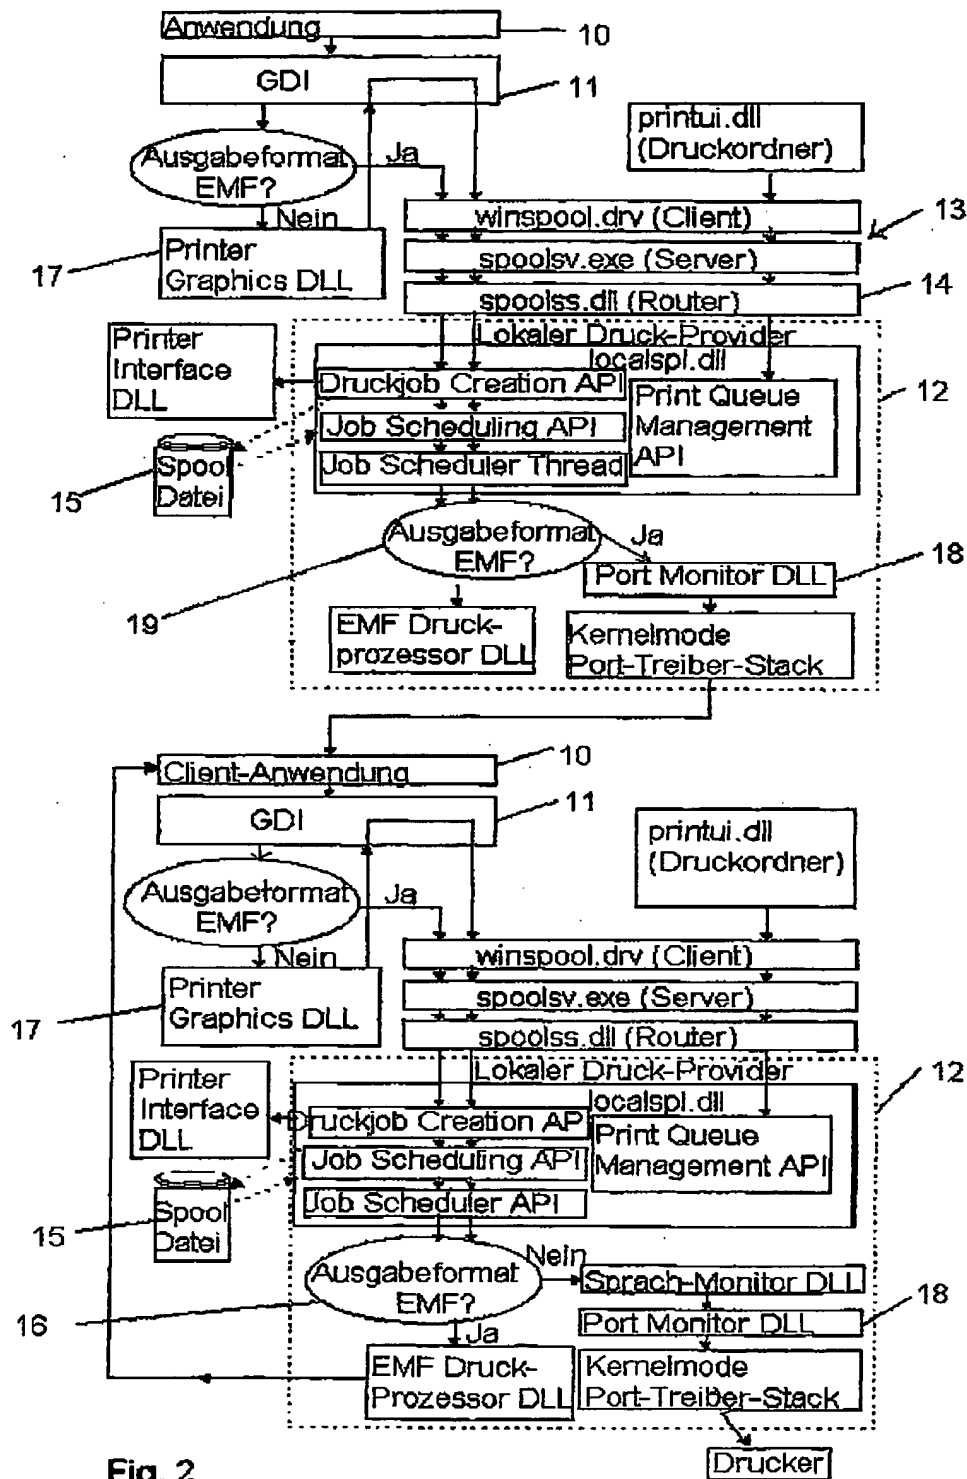 Anwendung
10
GDI
11
printui.dll
(Druckordner)
Ausgabeformat
EMF?
Ja
Nein
winspool.drv (Client)
13
Printer
Graphics DLL
17
spoolsv.exe (Server)
spoolss.dll (Router)
14
Lokaler Druck-Provider
localspl.dll
Printer
Interface
DLL
Druckjob Creation API
Print Queue
Management
API
12
Job Scheduling API
Job Scheduler Thread
Spool
Datei
15
Ausgabeformat
EMF?
Ja
19
Port Monitor DLL
18
EMF Druck-
prozessor DLL
Kernelmode
Port-Treiber-Stack
Client-Anwendung
10
GDI
11
printui.dll
(Druckordner)
Ausgabeformat
EMF?
Ja
Nein
winspool.drv (Client)
Printer
Graphics DLL
17
spoolsv.exe (Server)
spoolss.dll (Router)
Lokaler Druck-Provider
12
localspl.dll
Printer
Interface
DLL
Druckjob Creation AP
Print Queue
Management API
Job Scheduling API
Job Scheduler API
Spool
Datei
15
Ausgabeformat
EMF?
Nein
Ja
16
Sprach-Monitor DLL
Port Monitor DLL
18
EMF Druck-
Prozessor DLL
Kernelmode
Port-Treiber-Stack
Drucker
Fig. 2